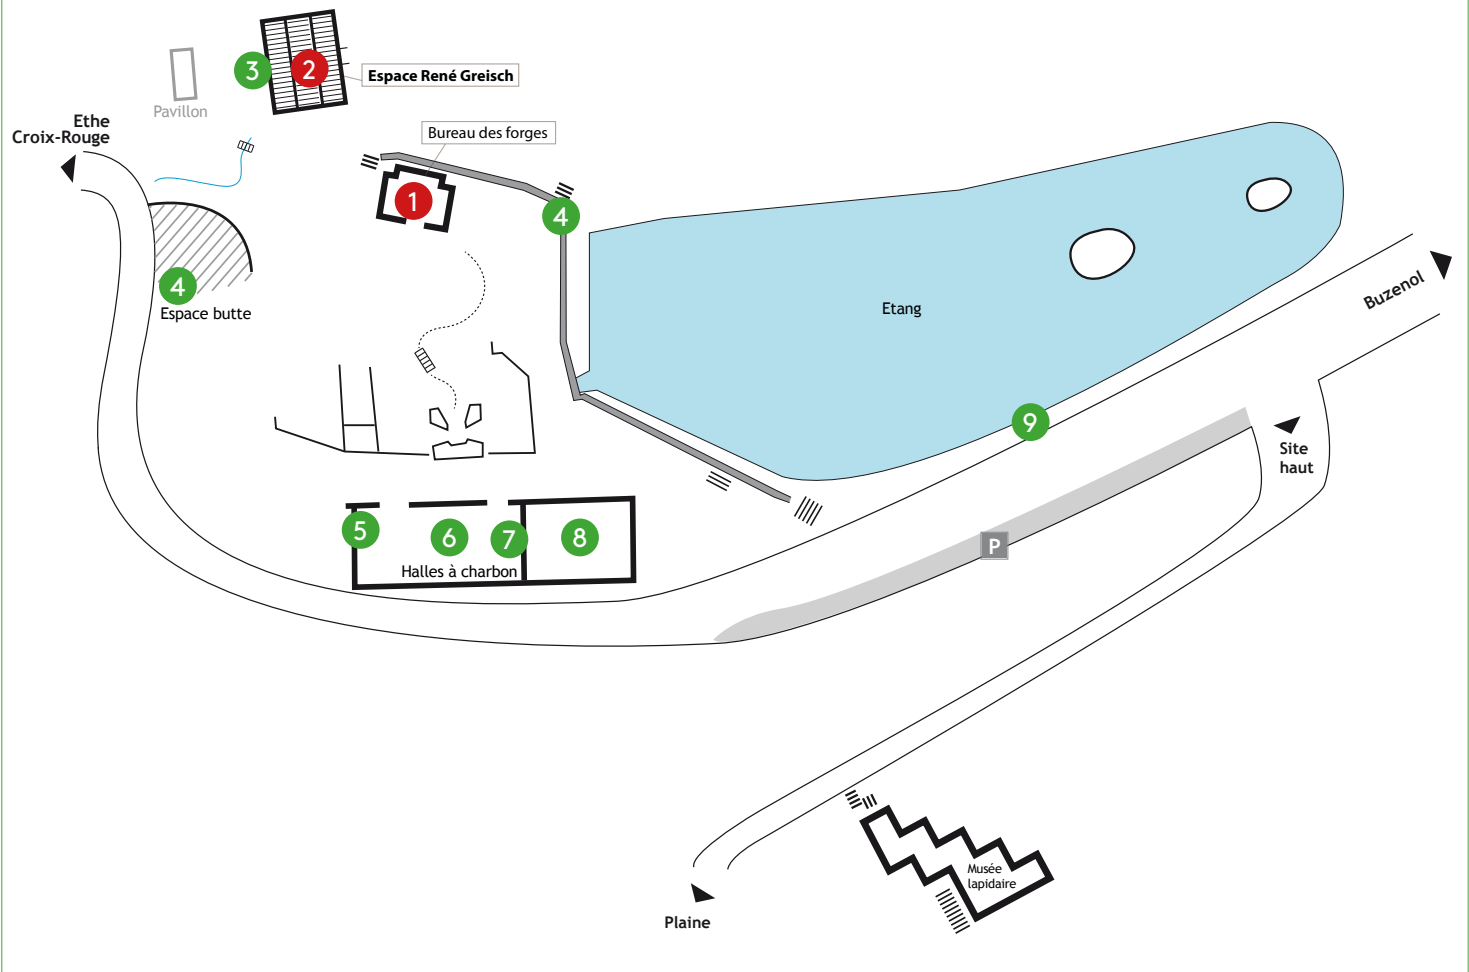 2
3
Espace René Greisch
Pavillon
Ethe
Croix-Rouge
Bureau des forges
1
4
4
Espace butte
Etang
Buzenol
9
Site
haut
P
5
6
7
8
Halles à charbon
Musée
lapidaire
Plaine